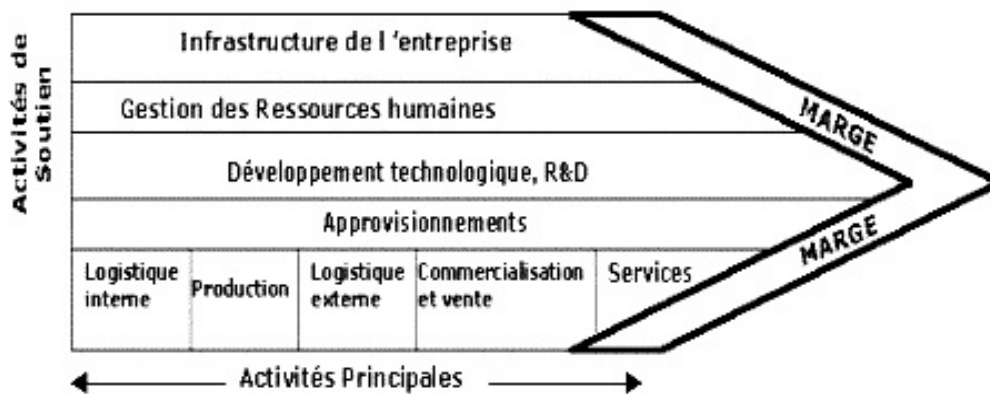 Activités de
Soutien
Infrastructure de l 'entreprise
Gestion des Ressources humaines
Développement technologique, R&D
Approvisionnements
MARGE
MARGE
Logistique
interne
Production
Logistique
externe
Commercialisation
et vente
Services
Activités Principales